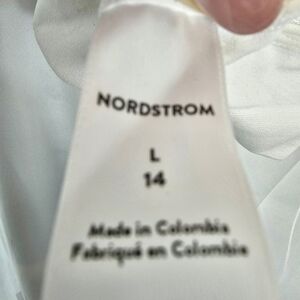 NORDSTROM
L
14
Made in Colombia
Fabriqué en Colombie